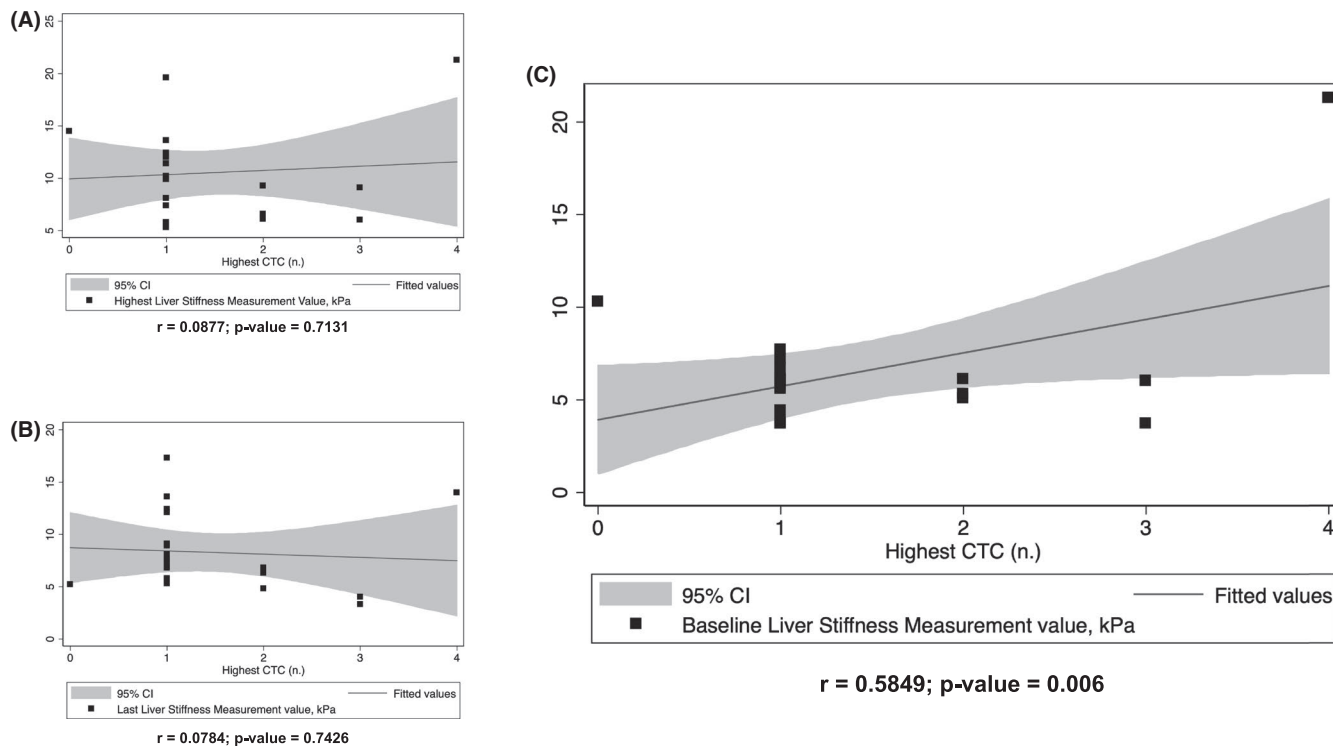 (A)
25
20
15
10
5
0 1 2 3 4
Highest CTC (n.)
95% CI Fitted values
Highest Liver Stiffness Measurement Value, kPa
r = 0.0877; p-value = 0.7131
(B)
20
15
10
5
0
0 1 2 3 4
Highest CTC (n.)
95% CI Fitted values
Last Liver Stiffness Measurement value, kPa
r = 0.0784; p-value = 0.7426
(C)
20
15
10
5
0
0 1 2 3 4
Highest CTC (n.)
95% CI Fitted values
Baseline Liver Stiffness Measurement value, kPa
r = 0.5849; p-value = 0.006